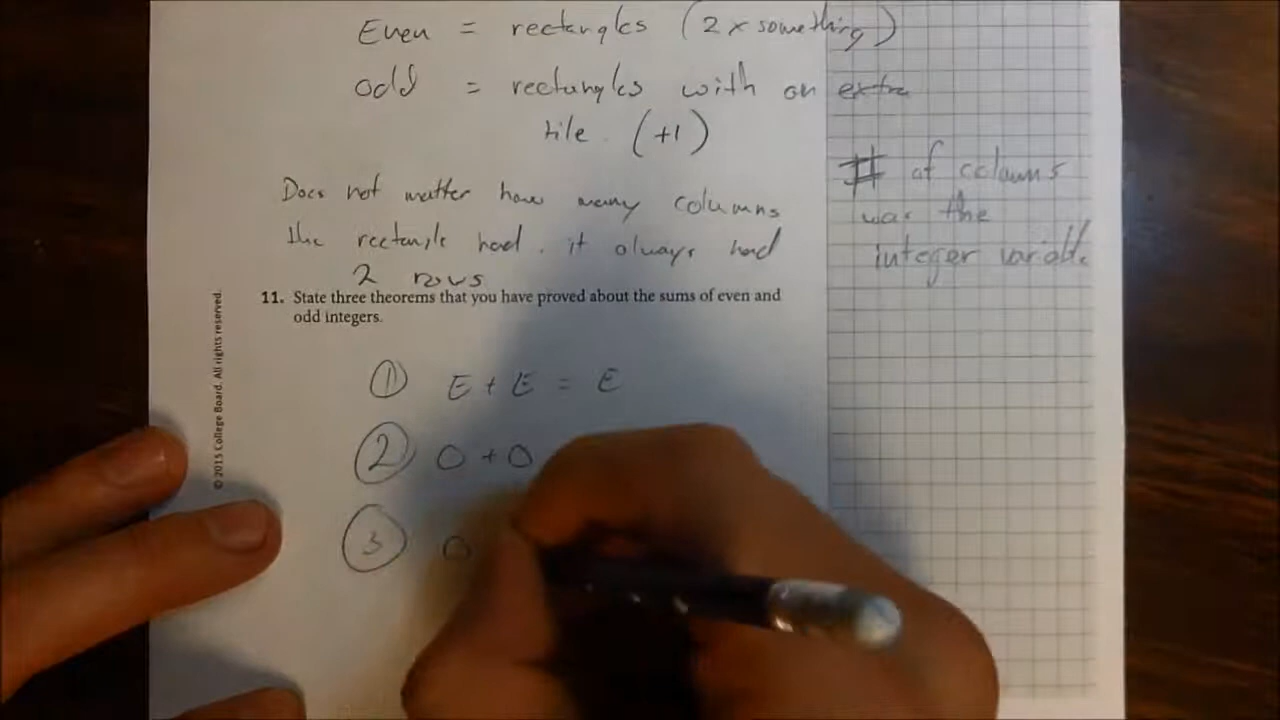 Even = rectangles (2 x something)
odd = rectangles with an extra
tile (+1)
Does not matter how many columns
the rectangle had. it always had
2 rows
# of colums
was the
integer variable
11. State three theorems that you have proved about the sums of even and
odd integers.
① E + E = E
② O + O
③ O
© 2015 College Board. All rights reserved.